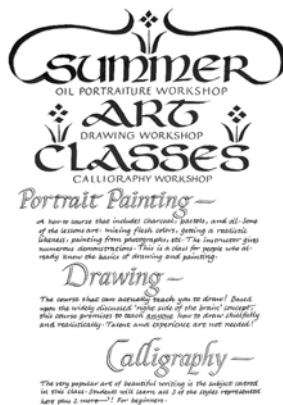 SUMMER
OIL PORTRAITURE WORKSHOP
ART
DRAWING WORKSHOP
CLASSES
CALLIGRAPHY WORKSHOP
Portrait Painting—
A how to course that includes charcoal, pastels, and oil. Some
of the lessons are: mixing flesh colors, getting a realistic
likeness, painting from photographs, etc. The instructor gives
numerous demonstrations. This is a class for people who al-
ready know the basics of drawing and painting.
Drawing—
The course that can actually teach you to draw! Based
upon the widely discussed "right side of the brain" concept,
this course promises to teach anyone how to draw skillfully
and realistically. Talent and experience are not needed!
Calligraphy—
The very popular art of beautiful writing is the subject covered
in this class. Students will learn all 3 of the styles represented
here plus 2 more—! For beginners.